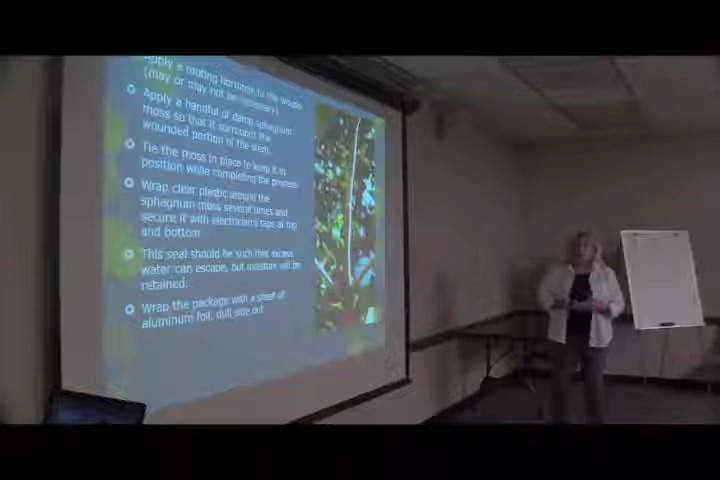 Apply a rooting hormone to the wound
(may or may not be necessary)
Apply a handful of damp sphagnum
moss so that it surrounds the
wounded portion of the stem.
Tie the moss in place to keep it in
position while completing the process
Wrap clear plastic around the
sphagnum moss several times and
secure it with electricians tape at top
and bottom
This seal should be such that excess
water can escape, but moisture will be
retained.
Wrap the package with a sheet of
aluminum foil, dull side out